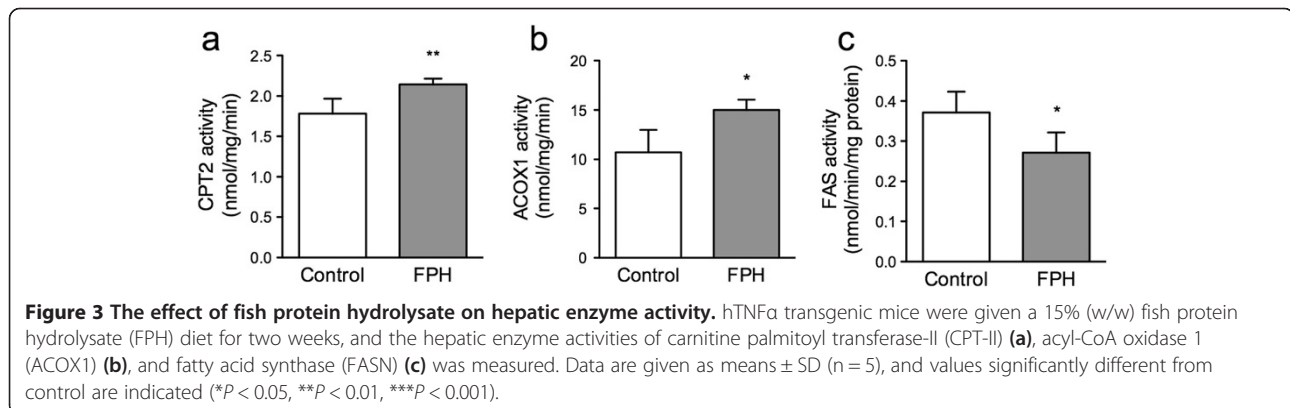 a
**
2.5
2.0
1.5
1.0
0.5
0.0
CPT2 activity
(nmol/mg/min)
Control FPH
b
*
20
15
10
5
0
ACOX1 activity
(nmol/mg/min)
Control FPH
c
*
0.5
0.4
0.3
0.2
0.1
0.0
FAS activity
(nmol/min/mg protein)
Control FPH
Figure 3 The effect of fish protein hydrolysate on hepatic enzyme activity. hTNFα transgenic mice were given a 15% (w/w) fish protein
hydrolysate (FPH) diet for two weeks, and the hepatic enzyme activities of carnitine palmitoyl transferase-II (CPT-II) (a), acyl-CoA oxidase 1
(ACOX1) (b), and fatty acid synthase (FASN) (c) was measured. Data are given as means ± SD (n = 5), and values significantly different from
control are indicated (*P < 0.05, **P < 0.01, ***P < 0.001).